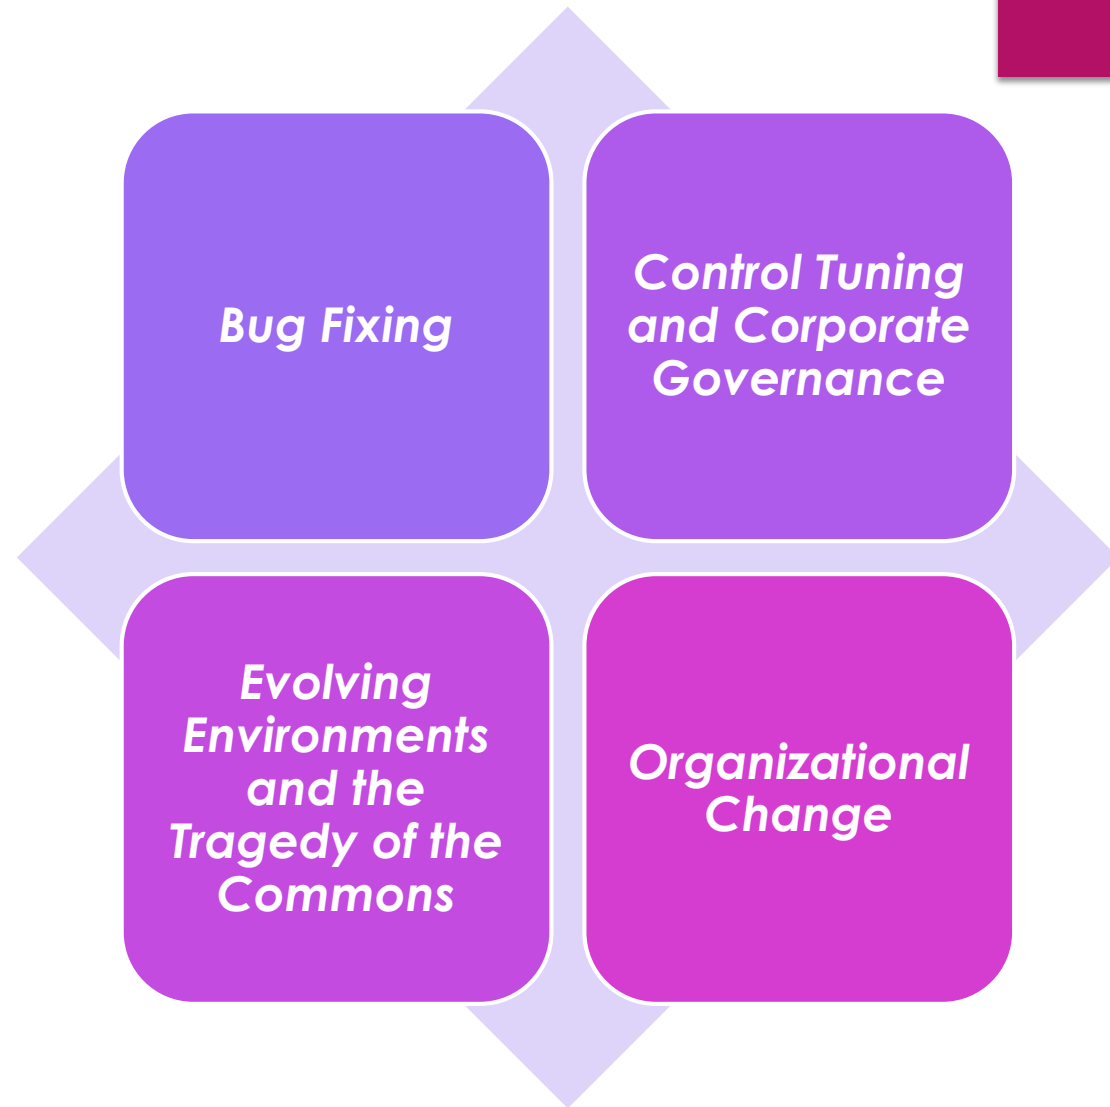 Bug Fixing
Control Tuning
and Corporate
Governance
Evolving
Environments
and the
Tragedy of the
Commons
Organizational
Change